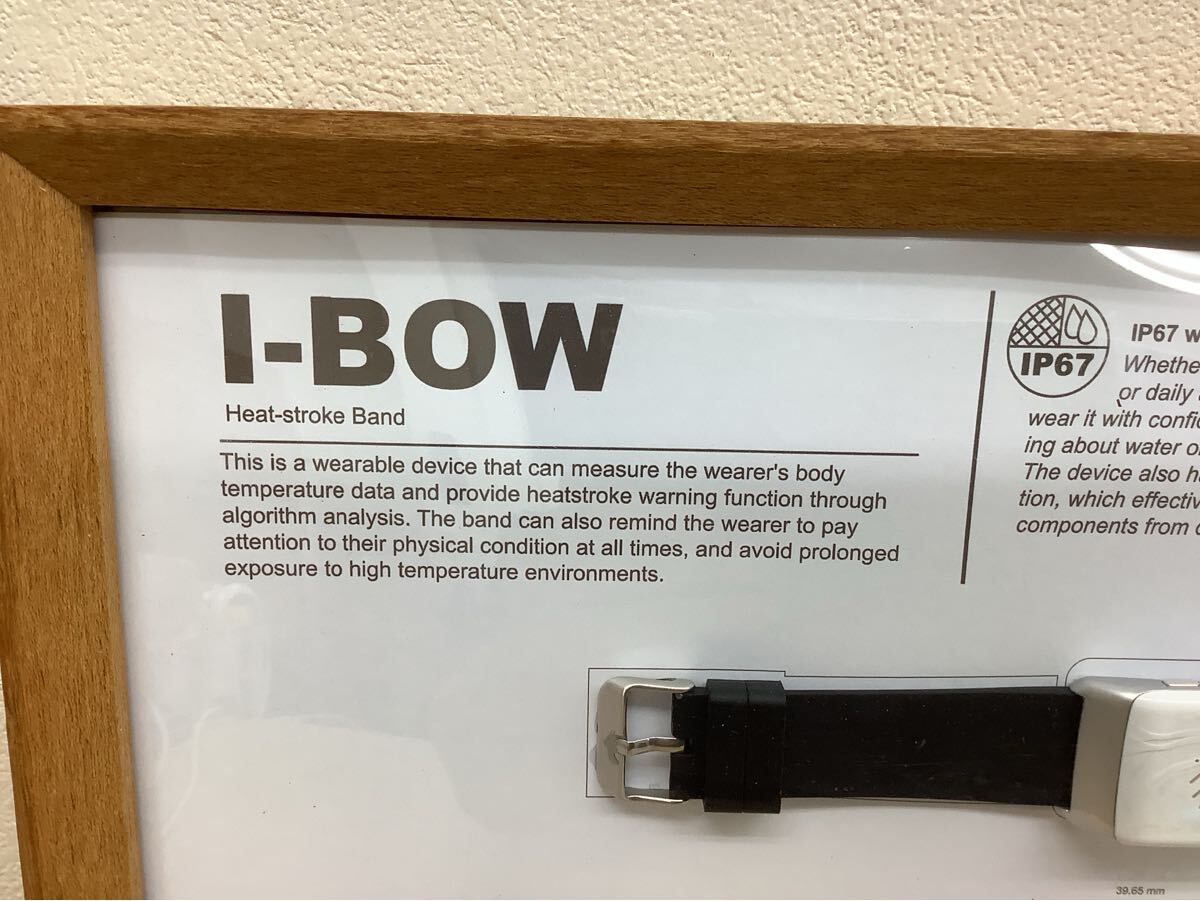 I-BOW
Heat-stroke Band
This is a wearable device that can measure the wearer's body
temperature data and provide heatstroke warning function through
algorithm analysis. The band can also remind the wearer to pay
attention to their physical condition at all times, and avoid prolonged
exposure to high temperature environments.
IP67
IP67
or daily
wear it with
ing about water
The device also
tion, which
components from
39.65 mm